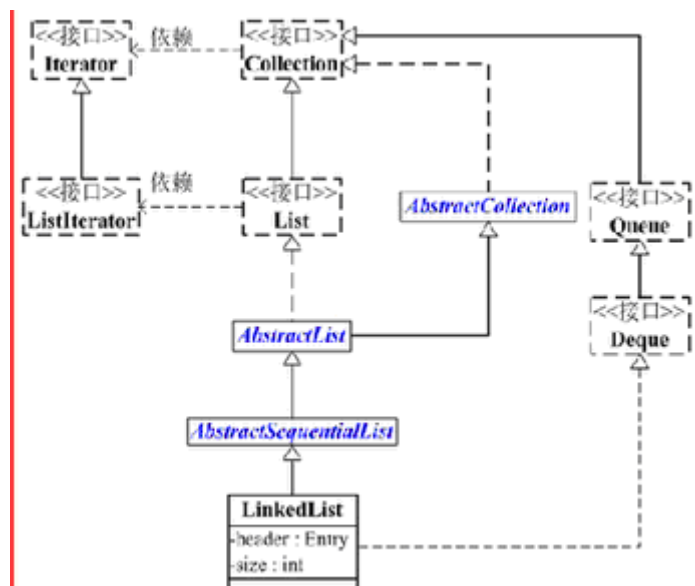 <<接口>>
Iterator
依赖
<<接口>>
Collection
<<接口>>
ListIterator
依赖
<<接口>>
List
AbstractCollection
<<接口>>
Queue
AbstractList
<<接口>>
Deque
AbstractSequentialList
LinkedList
-header : Entry
-size : int